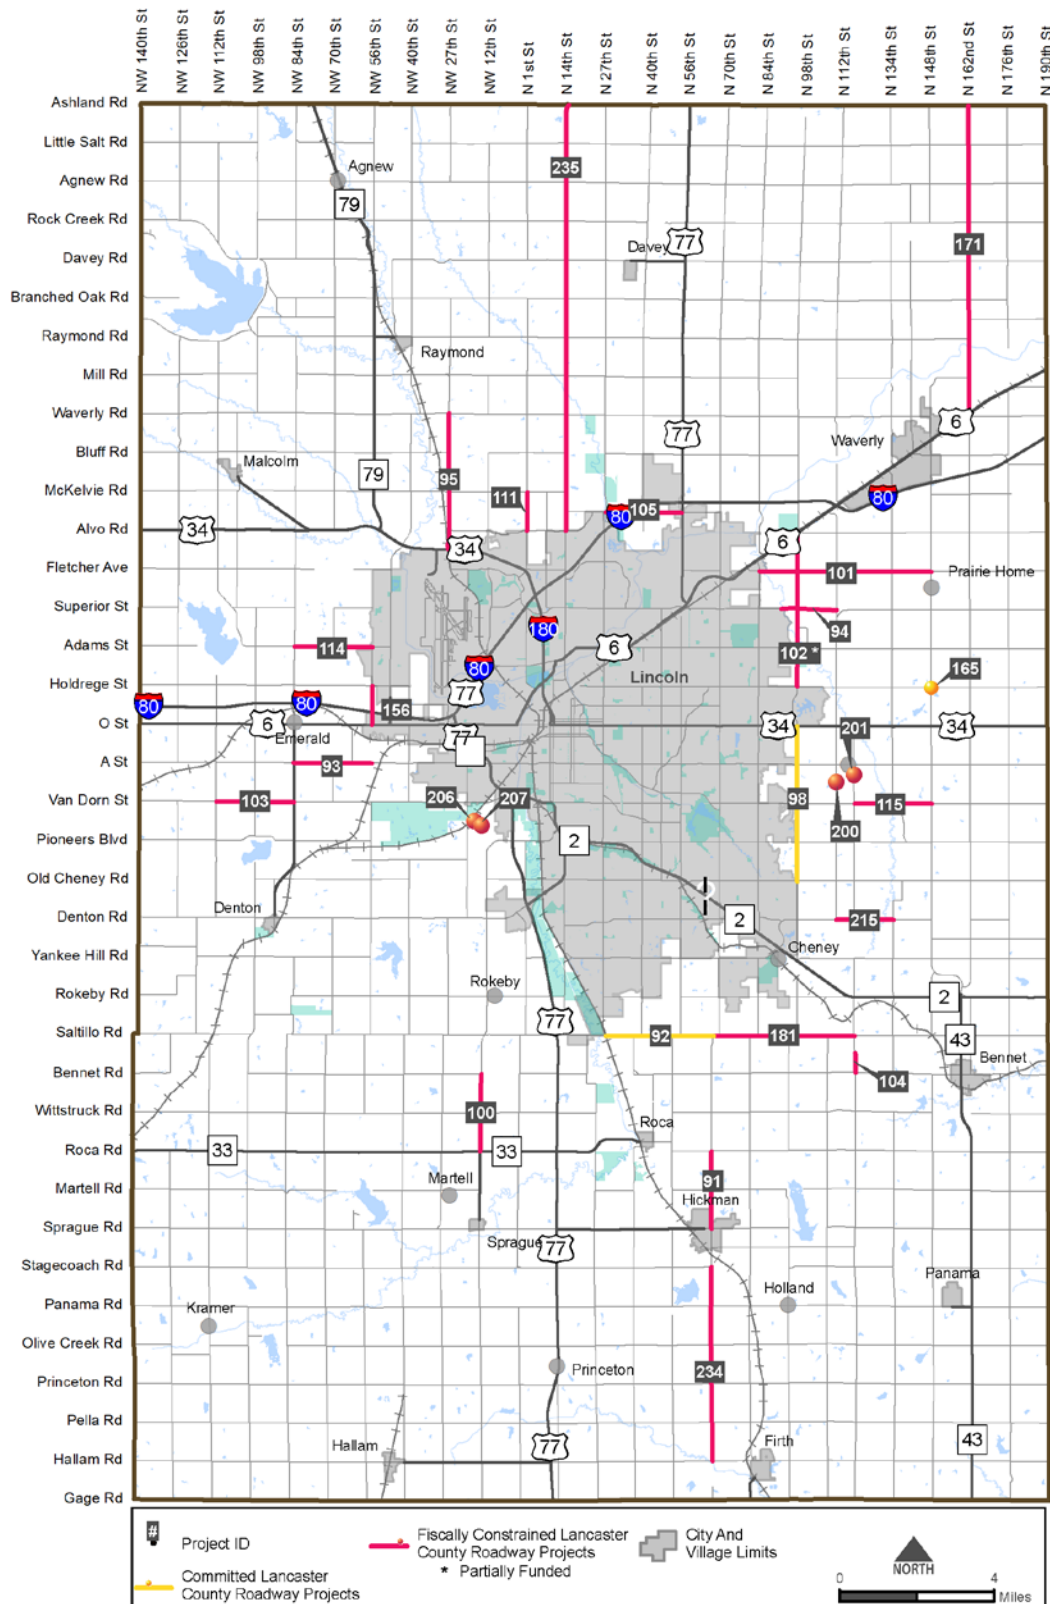 NW 140th St
NW 126th St
NW 112th St
NW 98th St
NW 84th St
NW 70th St
NW 56th St
NW 40th St
NW 27th St
NW 12th St
N 1st St
N 14th St
N 27th St
N 40th St
N 56th St
N 70th St
N 84th St
N 98th St
N 112th St
N 134th St
N 148th St
N 162nd St
N 176th St
N 190th St
Ashland Rd
Little Salt Rd
Agnew Rd
Rock Creek Rd
Davey Rd
Branched Oak Rd
Raymond Rd
Mill Rd
Waverly Rd
Bluff Rd
McKelvie Rd
Alvo Rd
Fletcher Ave
Superior St
Adams St
Holdrege St
O St
A St
Van Dorn St
Pioneers Blvd
Old Cheney Rd
Denton Rd
Yankee Hill Rd
Rokeby Rd
Saltillo Rd
Bennet Rd
Wittstruck Rd
Roca Rd
Martell Rd
Sprague Rd
Stagecoach Rd
Panama Rd
Olive Creek Rd
Princeton Rd
Pella Rd
Hallam Rd
Gage Rd
Agnew
235
79
77
Davey
171
Raymond
6
77
Waverly
Malcolm
79
95
111
80
105
80
34
34
6
101
Prairie Home
180
94
114
6
102 *
80
Lincoln
165
77
80
80
156
6
34
34
Emerald
77
201
93
103
206
207
98
115
200
2
Denton
2
215
Cheney
Rokeby
77
2
92
181
43
Bennet
104
100
Roca
33
33
Martell
91
Hickman
Sprague
77
Kramer
Holland
Panama
Princeton
234
Hallam
77
Firth
43
# Project ID
Committed Lancaster
County Roadway Projects
Fiscally Constrained Lancaster
County Roadway Projects
* Partially Funded
City And
Village Limits
NORTH
0 4
Miles